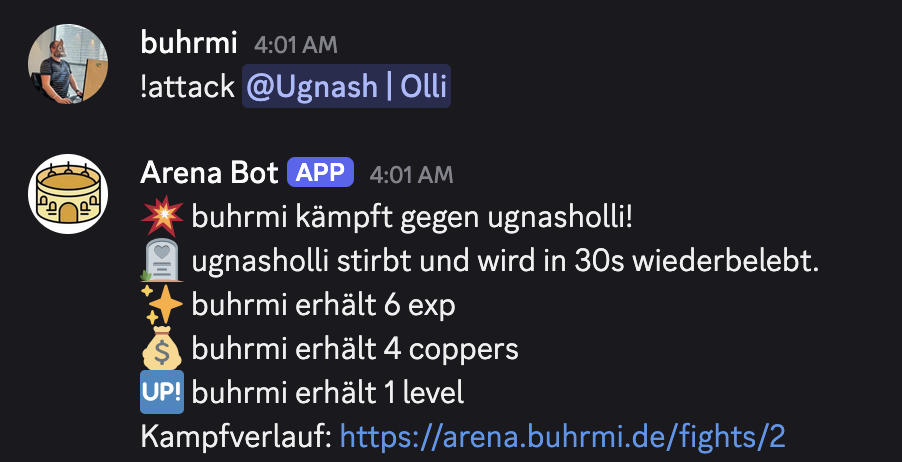 buhrmi 4:01 AM
!attack @Ugnash | Olli
Arena Bot APP 4:01 AM
buhrmi kämpft gegen ugnasholli!
ugnasholli stirbt und wird in 30s wiederbelebt.
buhrmi erhält 6 exp
$ buhrmi erhält 4 coppers
UP! buhrmi erhält 1 level
Kampfverlauf: https://arena.buhrmi.de/fights/2